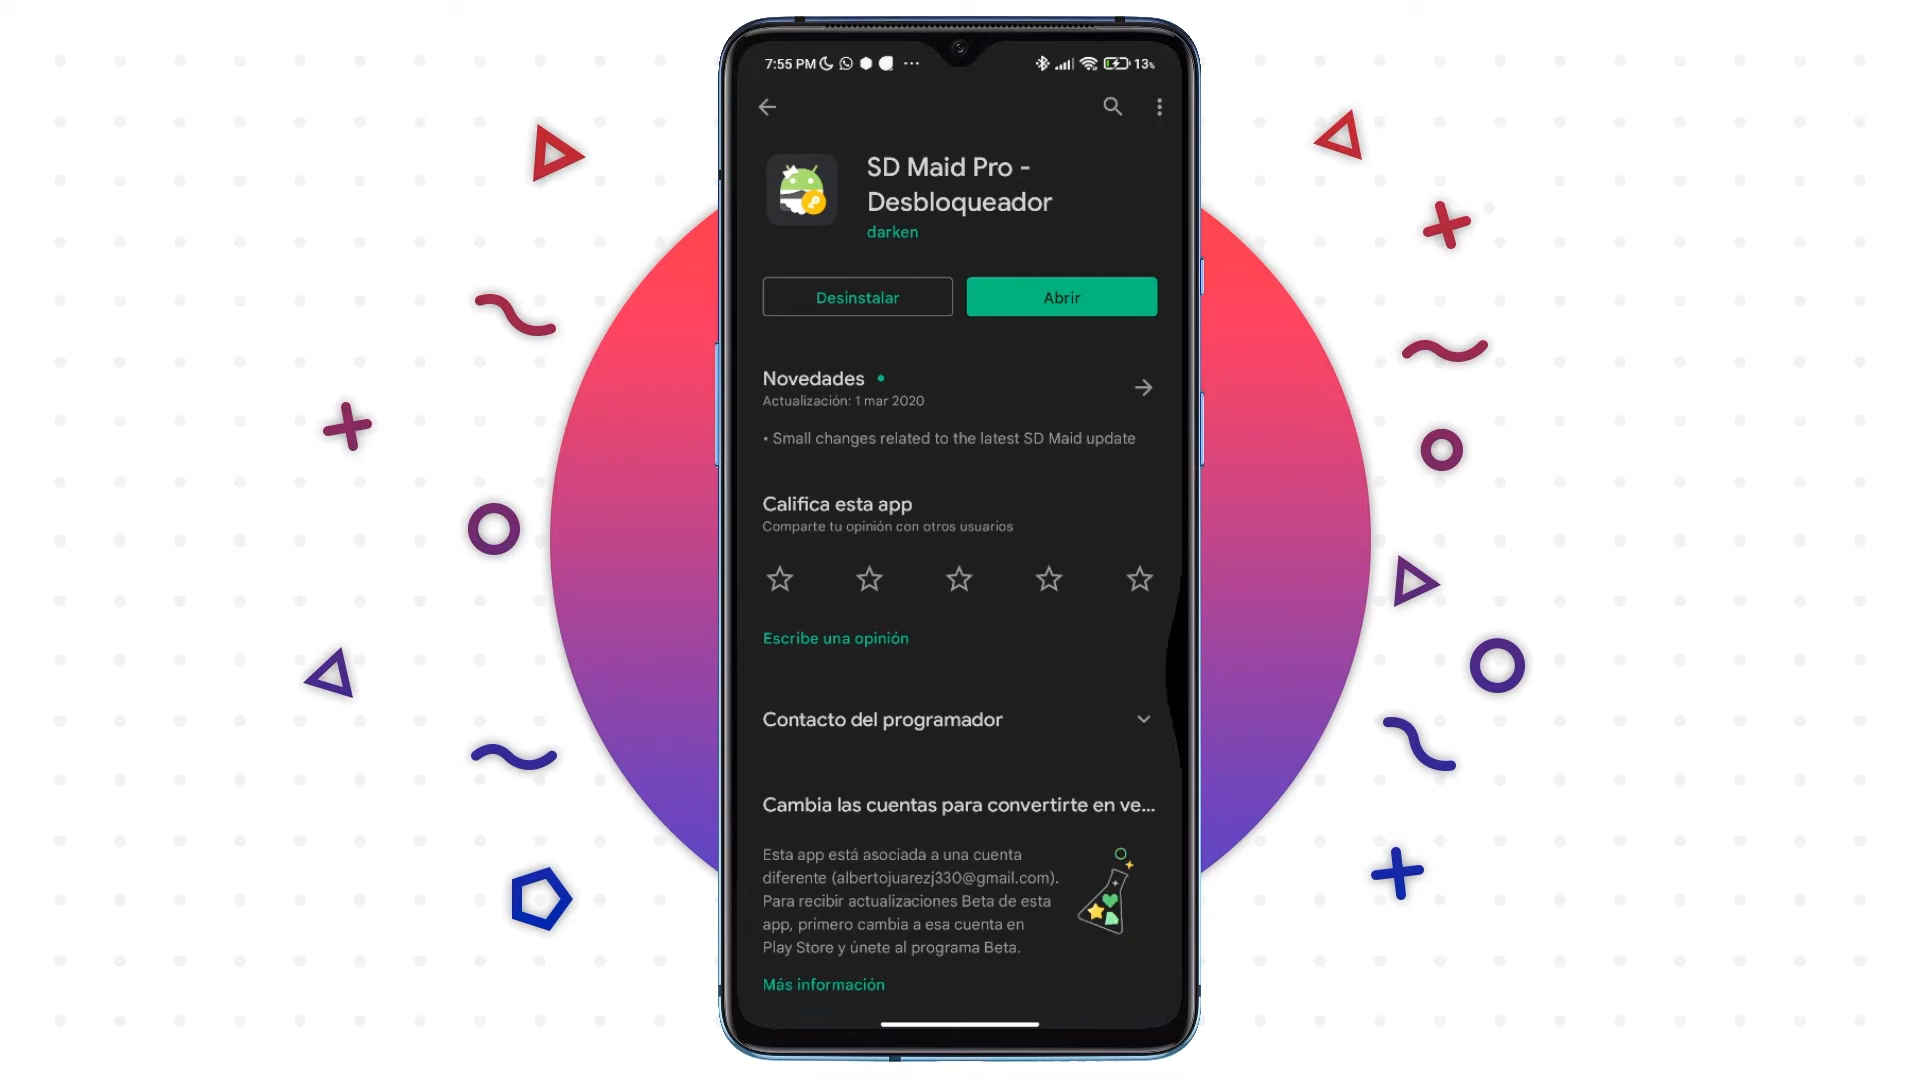 7:55 PM
13%
SD Maid Pro -
Desbloqueador
darken
Desinstalar
Abrir
Novedades
Actualización: 1 mar 2020
• Small changes related to the latest SD Maid update
Califica esta app
Comparte tu opinión con otros usuarios
Escribe una opinión
Contacto del programador
Cambia las cuentas para convertirte en ve...
Esta app está asociada a una cuenta
diferente (albertojuarezj330@gmail.com).
Para recibir actualizaciones Beta de esta
app, primero cambia a esa cuenta en
Play Store y únete al programa Beta.
Más información